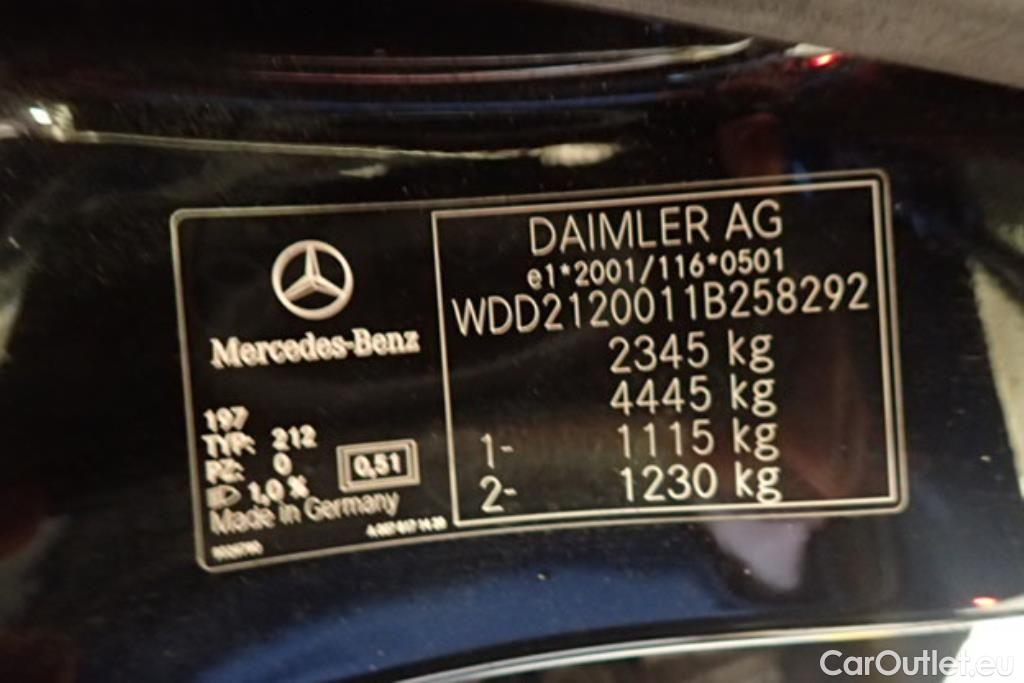 Mercedes-Benz
197
TYP: 212
PZ: 0
1,0 %
0,51
Made in Germany
DAIMLER AG
e1*2001/116*0501
WDD2120011B258292
2345 kg
4445 kg
1- 1115 kg
2- 1230 kg
CarOutlet.eu